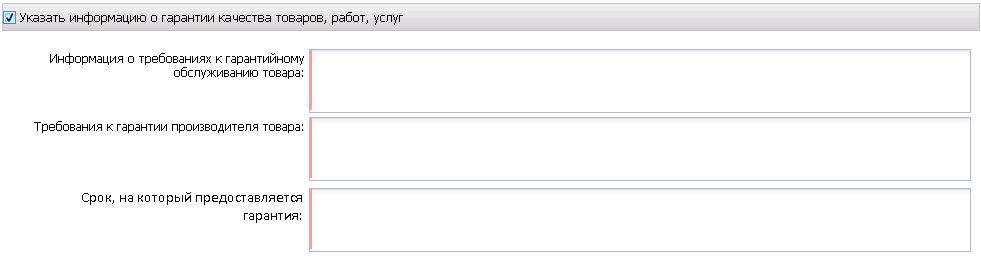 Указать информацию о гарантии качества товаров, работ, услуг
Информация о требованиях к гарантийному
обслуживанию товара:
Требования к гарантии производителя товара:
Срок, на который предоставляется
гарантия: